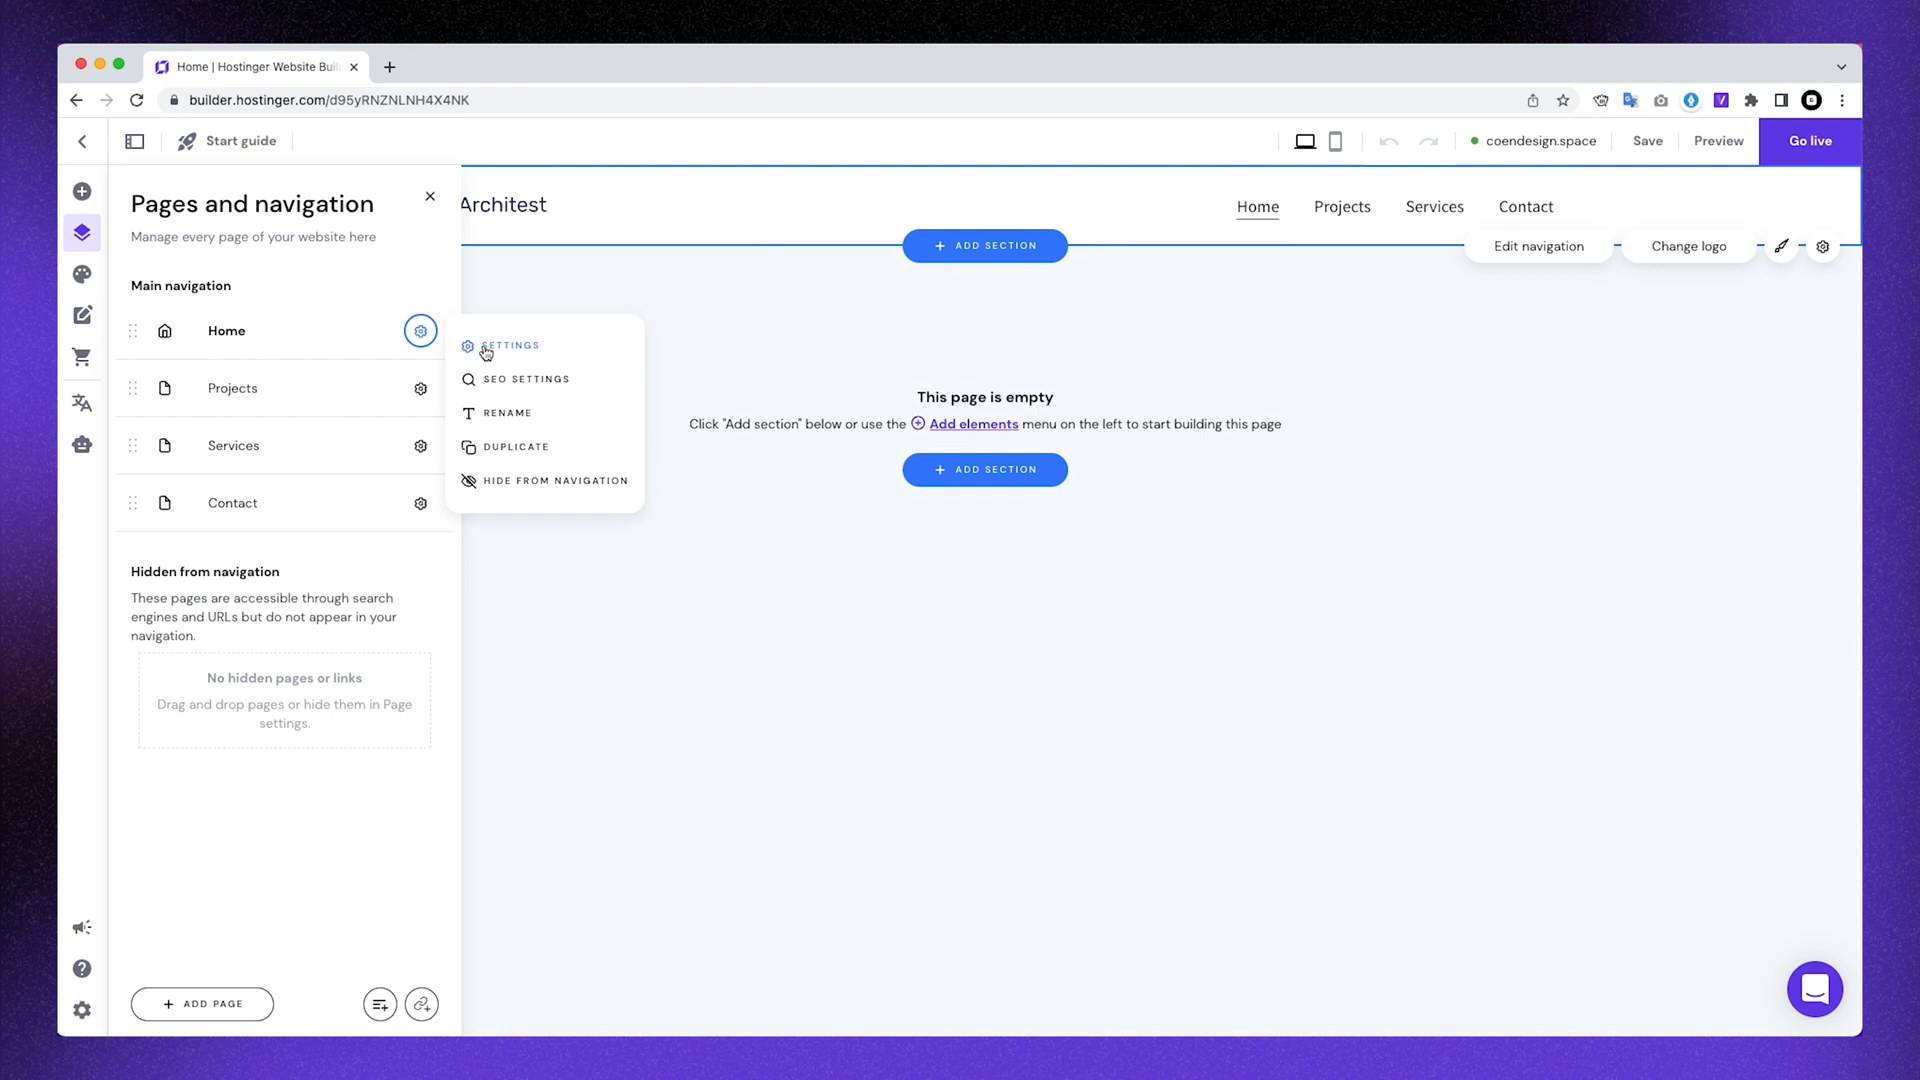 Home | Hostinger Website Buil
builder.hostinger.com/d95yRNZNLNH4X4NK
Start guide
coendesign.space
Save
Preview
Go live
Pages and navigation
Manage every page of your website here
Main navigation
Home
Projects
Services
Contact
SETTINGS
SEO SETTINGS
RENAME
DUPLICATE
HIDE FROM NAVIGATION
Hidden from navigation
These pages are accessible through search
engines and URLs but do not appear in your
navigation.
No hidden pages or links
Drag and drop pages or hide them in Page
settings.
+ ADD PAGE
Architest
Home
Projects
Services
Contact
+ ADD SECTION
Edit navigation
Change logo
This page is empty
Click "Add section" below or use the Add elements menu on the left to start building this page
+ ADD SECTION